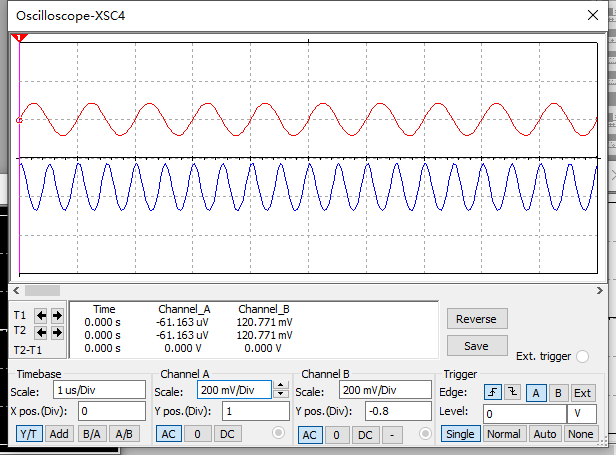 Oscilloscope-XSC4
1
Time Channel_A Channel_B
T1 0.000 s -61.163 uV 120.771 mV
T2 0.000 s -61.163 uV 120.771 mV
T2-T1 0.000 s 0.000 V 0.000 V
Reverse
Save
Ext. trigger
Timebase
Scale: 1 us/Div
X pos.(Div): 0
Y/T Add B/A A/B
Channel A
Scale: 200 mV/Div
Y pos.(Div): 1
AC 0 DC
Channel B
Scale: 200 mV/Div
Y pos.(Div): -0.8
AC 0 DC -
Trigger
Edge: A B Ext
Level: 0 V
Single Normal Auto None